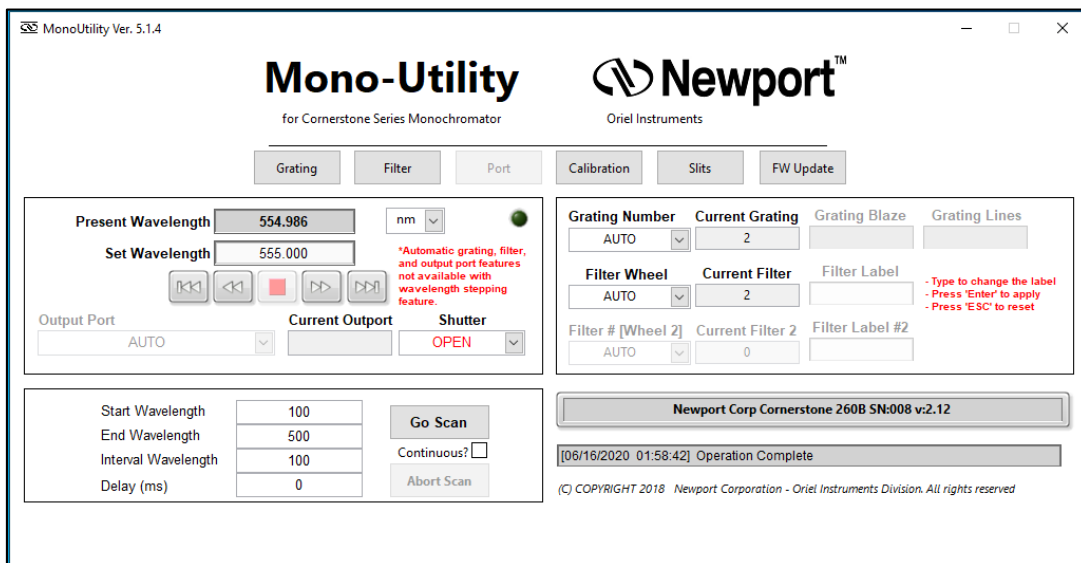 MonoUtility Ver. 5.1.4
Mono-Utility
for Cornerstone Series Monochromator
Newport™
Oriel Instruments
Grating Filter Port Calibration Slits FW Update
Present Wavelength 554.986 nm
Set Wavelength 555.000
*Automatic grating, filter,
and output port features
not available with
wavelength stepping
feature.
Output Port Current Outport Shutter
AUTO OPEN
Grating Number Current Grating Grating Blaze Grating Lines
AUTO 2
Filter Wheel Current Filter Filter Label
AUTO 2
- Type to change the label
- Press 'Enter' to apply
- Press 'ESC' to reset
Filter # [Wheel 2] Current Filter 2 Filter Label #2
AUTO 0
Start Wavelength 100
End Wavelength 500
Interval Wavelength 100
Delay (ms) 0
Go Scan
Continuous?
Abort Scan
Newport Corp Cornerstone 260B SN:008 v:2.12
[06/16/2020 01:58:42] Operation Complete
(C) COPYRIGHT 2018 Newport Corporation - Oriel Instruments Division. All rights reserved